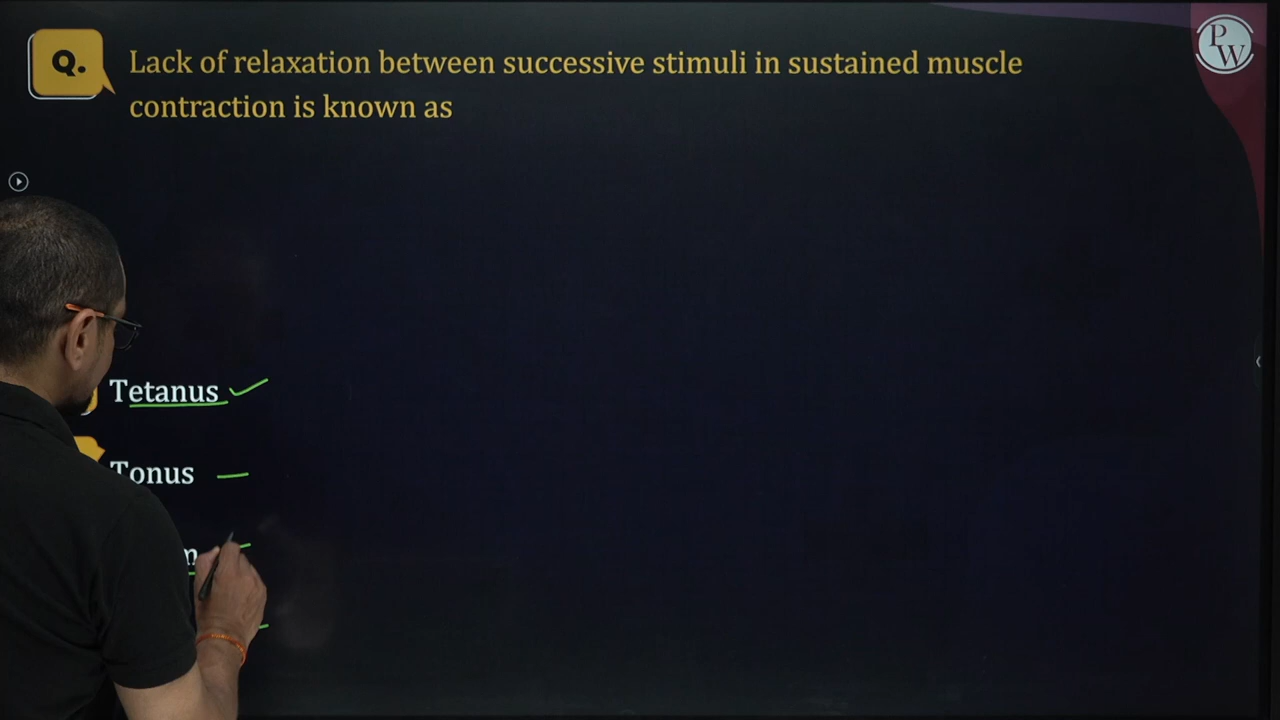 Q. Lack of relaxation between successive stimuli in sustained muscle
contraction is known as
PW
Tetanus
Tonus